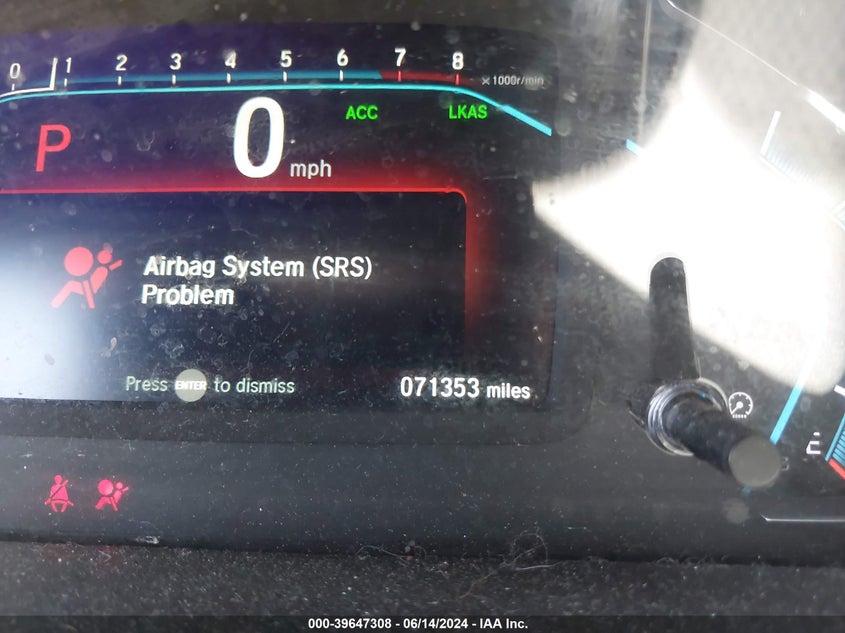 0 1 2 3 4 5 6 7 8 x 1000r/min
ACC LKAS
P 0 mph
Airbag System (SRS)
Problem
Press ENTER to dismiss
071353 miles
000-39647308 - 06/14/2024 - IAA Inc.